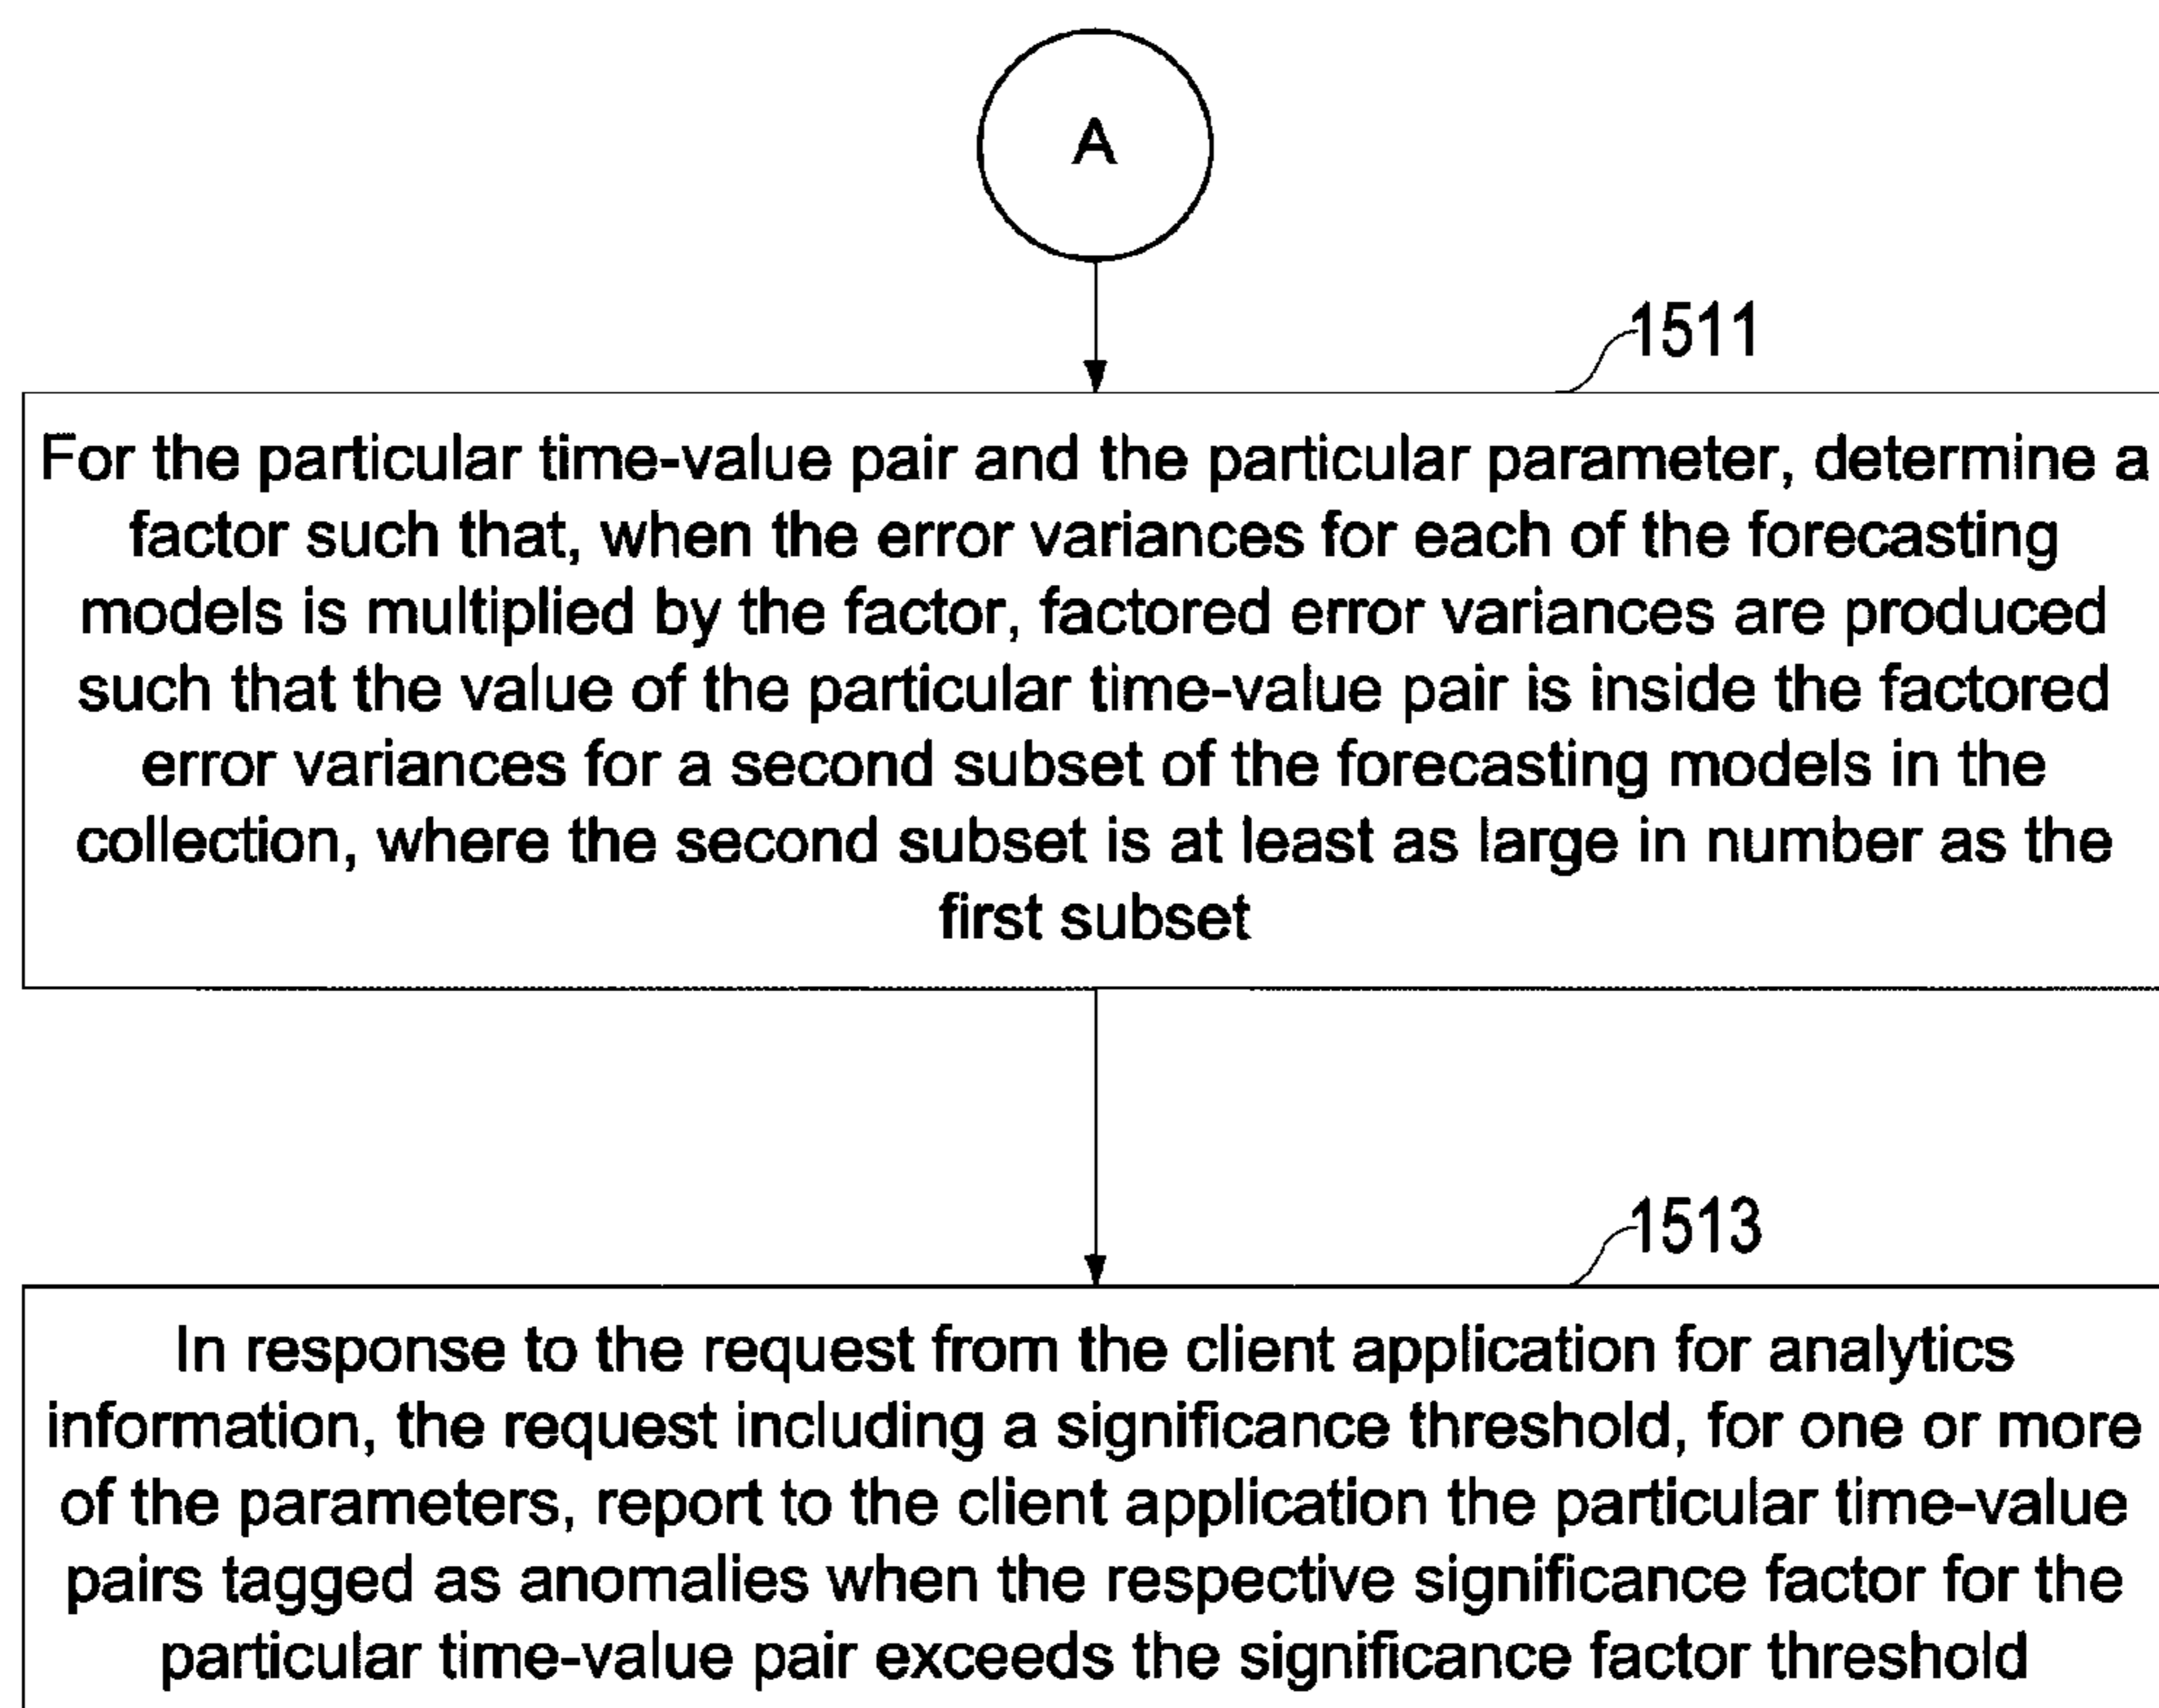 A
1511
For the particular time-value pair and the particular parameter, determine a
factor such that, when the error variances for each of the forecasting
models is multiplied by the factor, factored error variances are produced
such that the value of the particular time-value pair is inside the factored
error variances for a second subset of the forecasting models in the
collection, where the second subset is at least as large in number as the
first subset
1513
In response to the request from the client application for analytics
information, the request including a significance threshold, for one or more
of the parameters, report to the client application the particular time-value
pairs tagged as anomalies when the respective significance factor for the
particular time-value pair exceeds the significance factor threshold